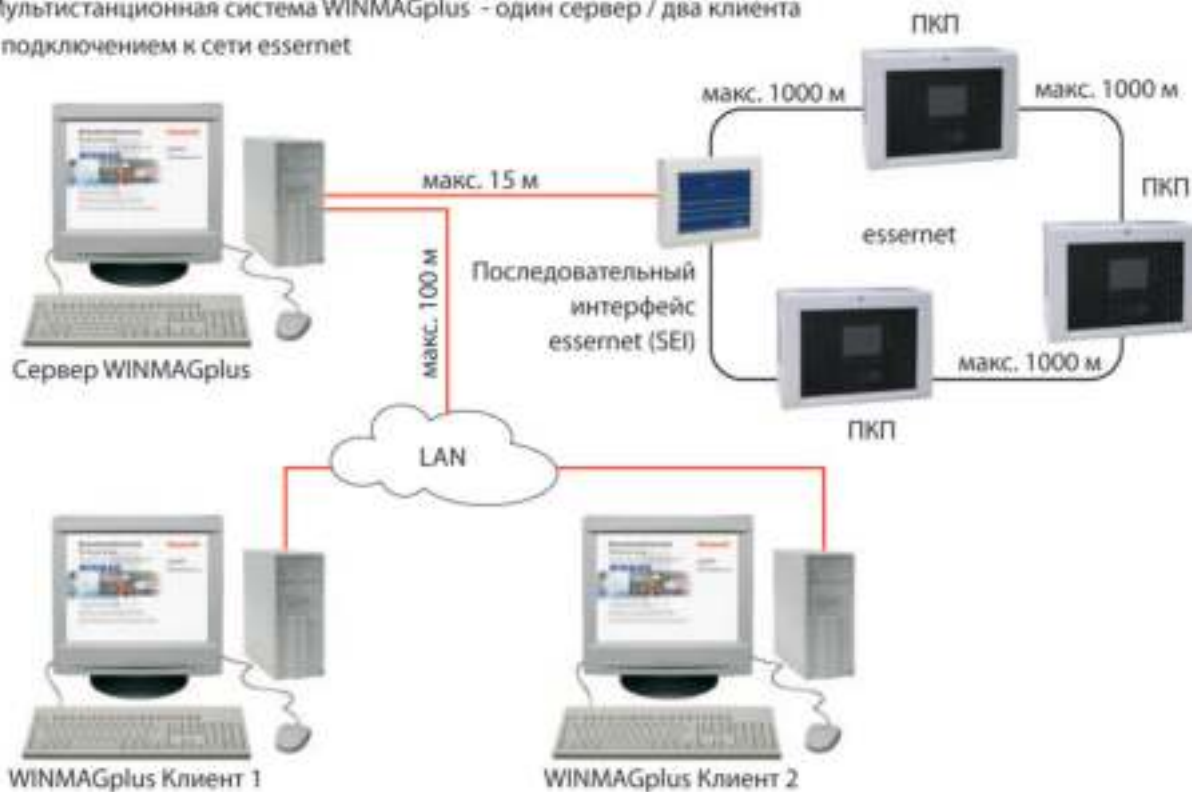 Мультистанционная система WINMAGplus - один сервер / два клиента
подключением к сети essernet
ПКП
макс. 1000 м
макс. 1000 м
макс. 15 м
ПКП
essernet
макс. 100 м
Последовательный
интерфейс
essernet (SEI)
макс. 1000 м
Сервер WINMAGplus
ПКП
LAN
WINMAGplus Клиент 1
WINMAGplus Клиент 2